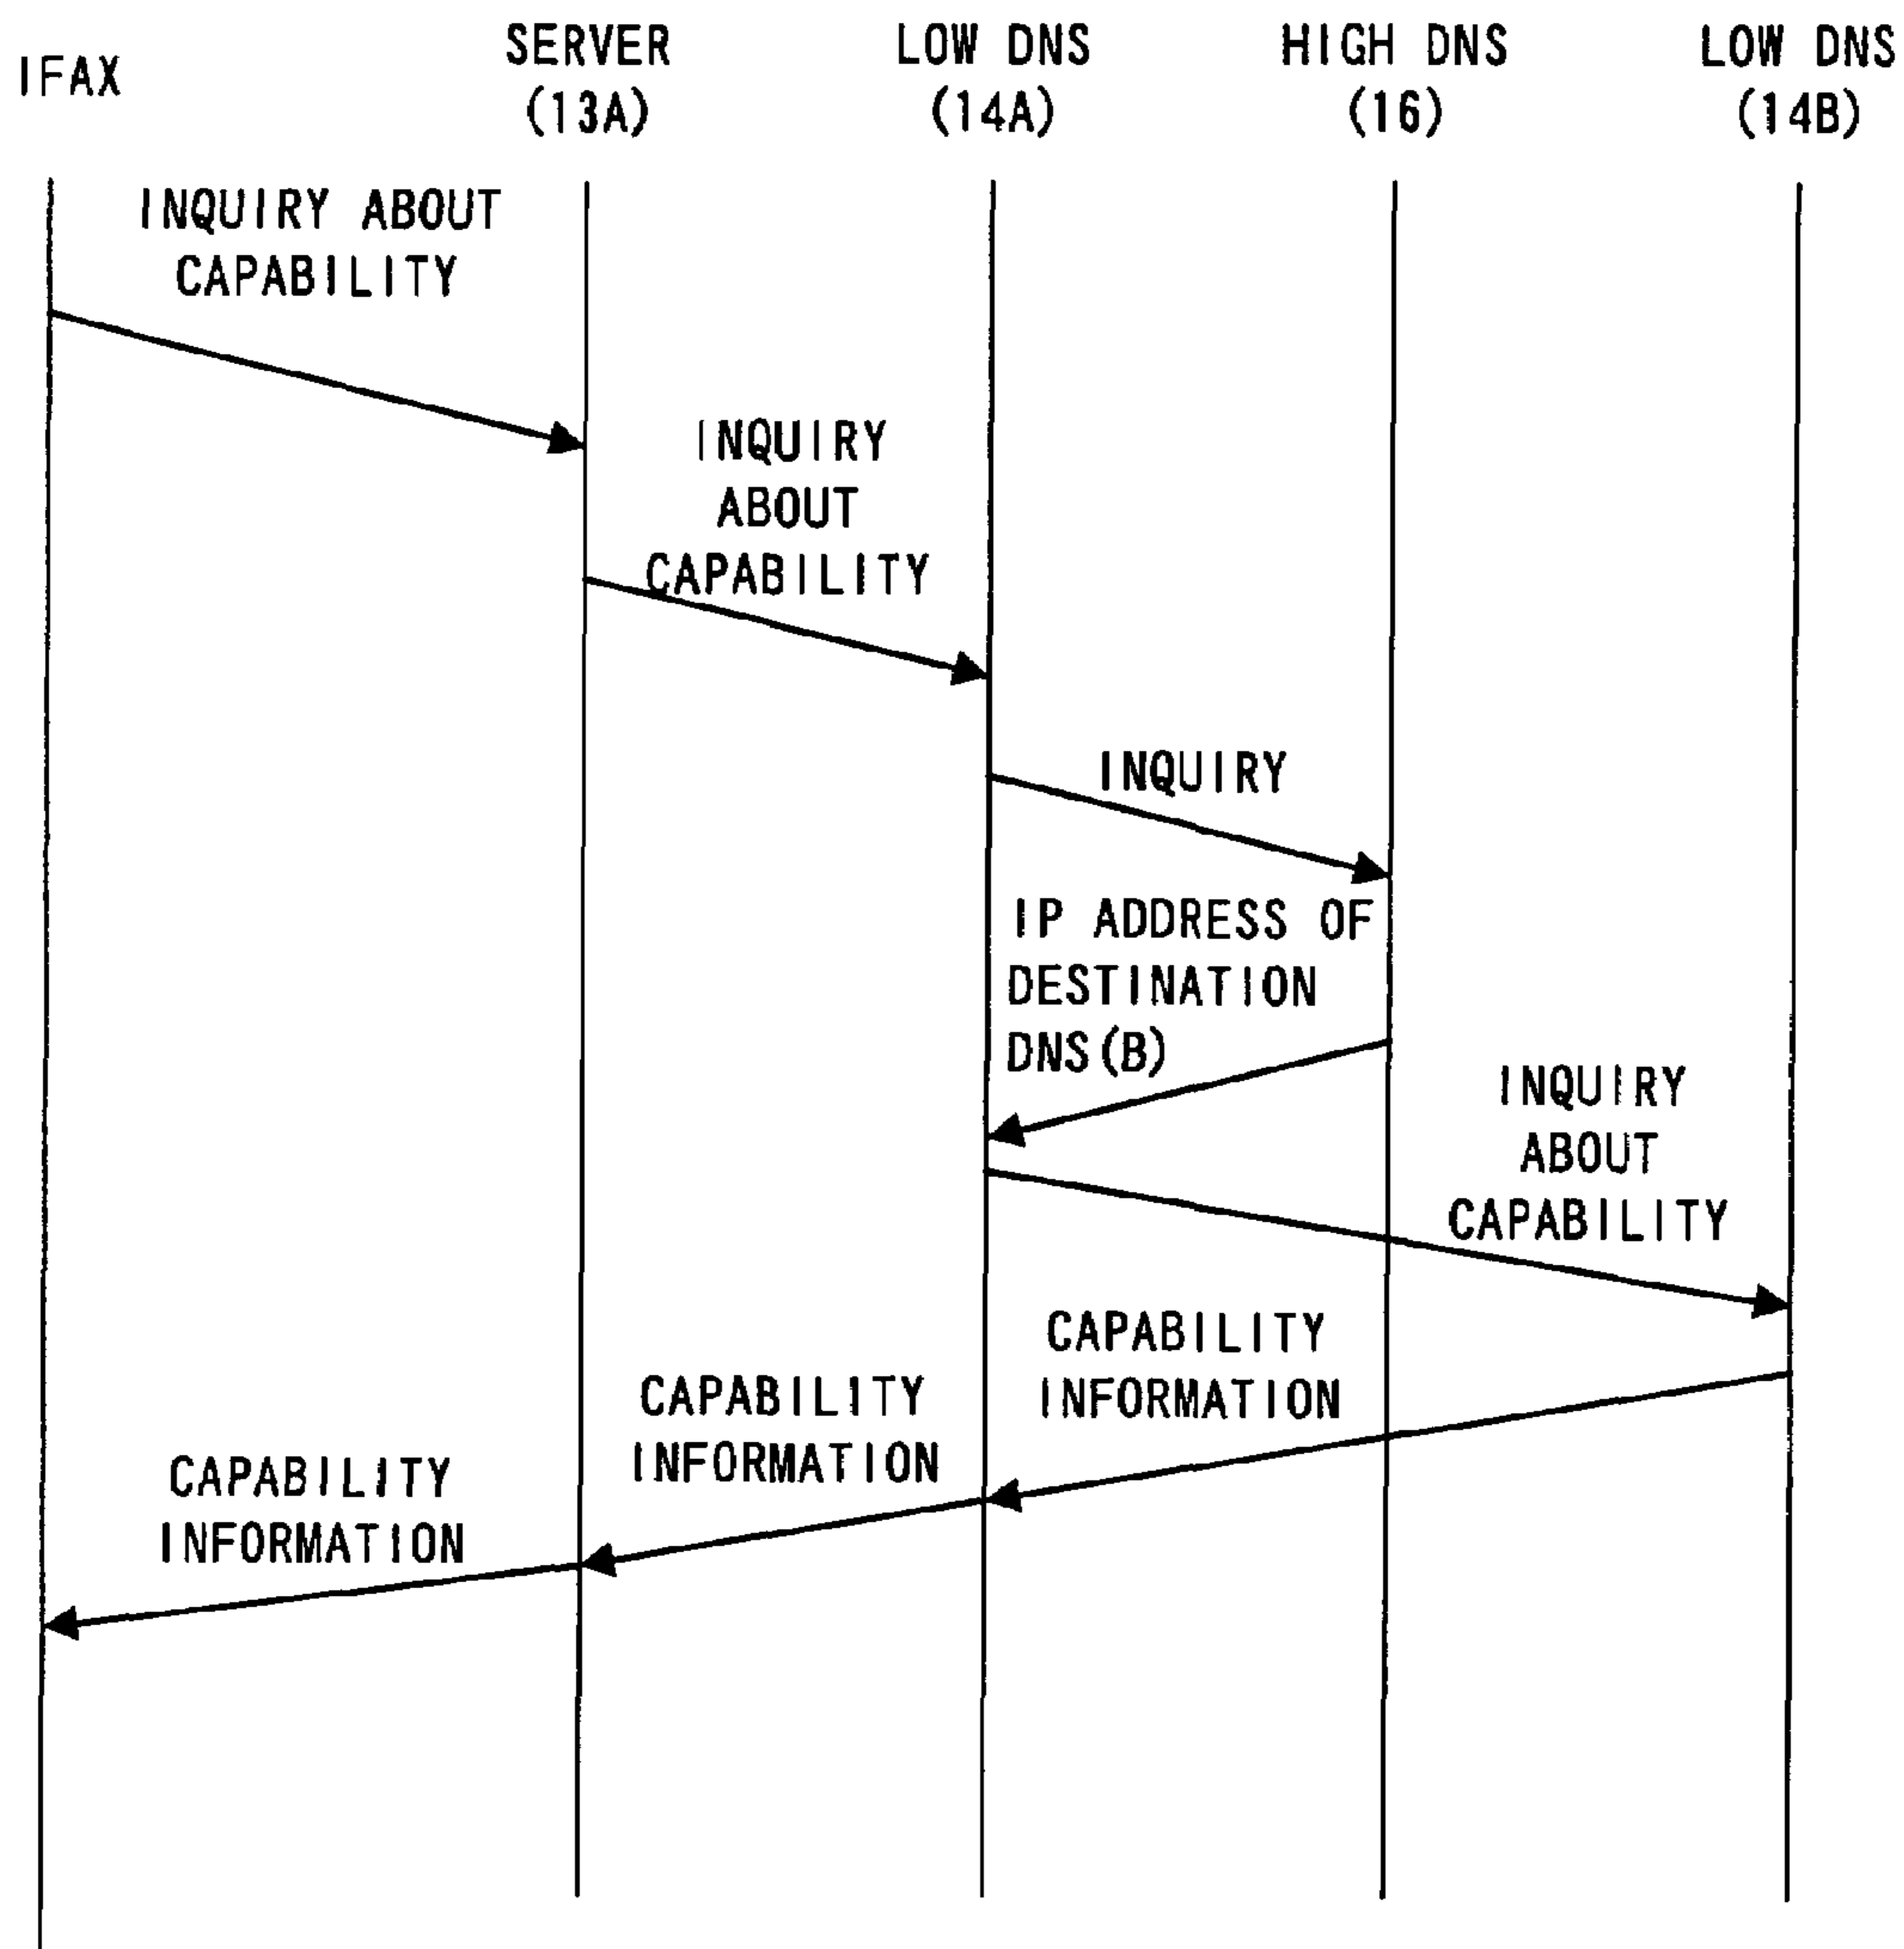 IFAX
SERVER
(13A)
LOW DNS
(14A)
HIGH DNS
(16)
LOW DNS
(14B)
INQUIRY ABOUT
CAPABILITY
INQUIRY
ABOUT
CAPABILITY
INQUIRY
IP ADDRESS OF
DESTINATION
DNS(B)
INQUIRY
ABOUT
CAPABILITY
CAPABILITY
INFORMATION
CAPABILITY
INFORMATION
CAPABILITY
INFORMATION